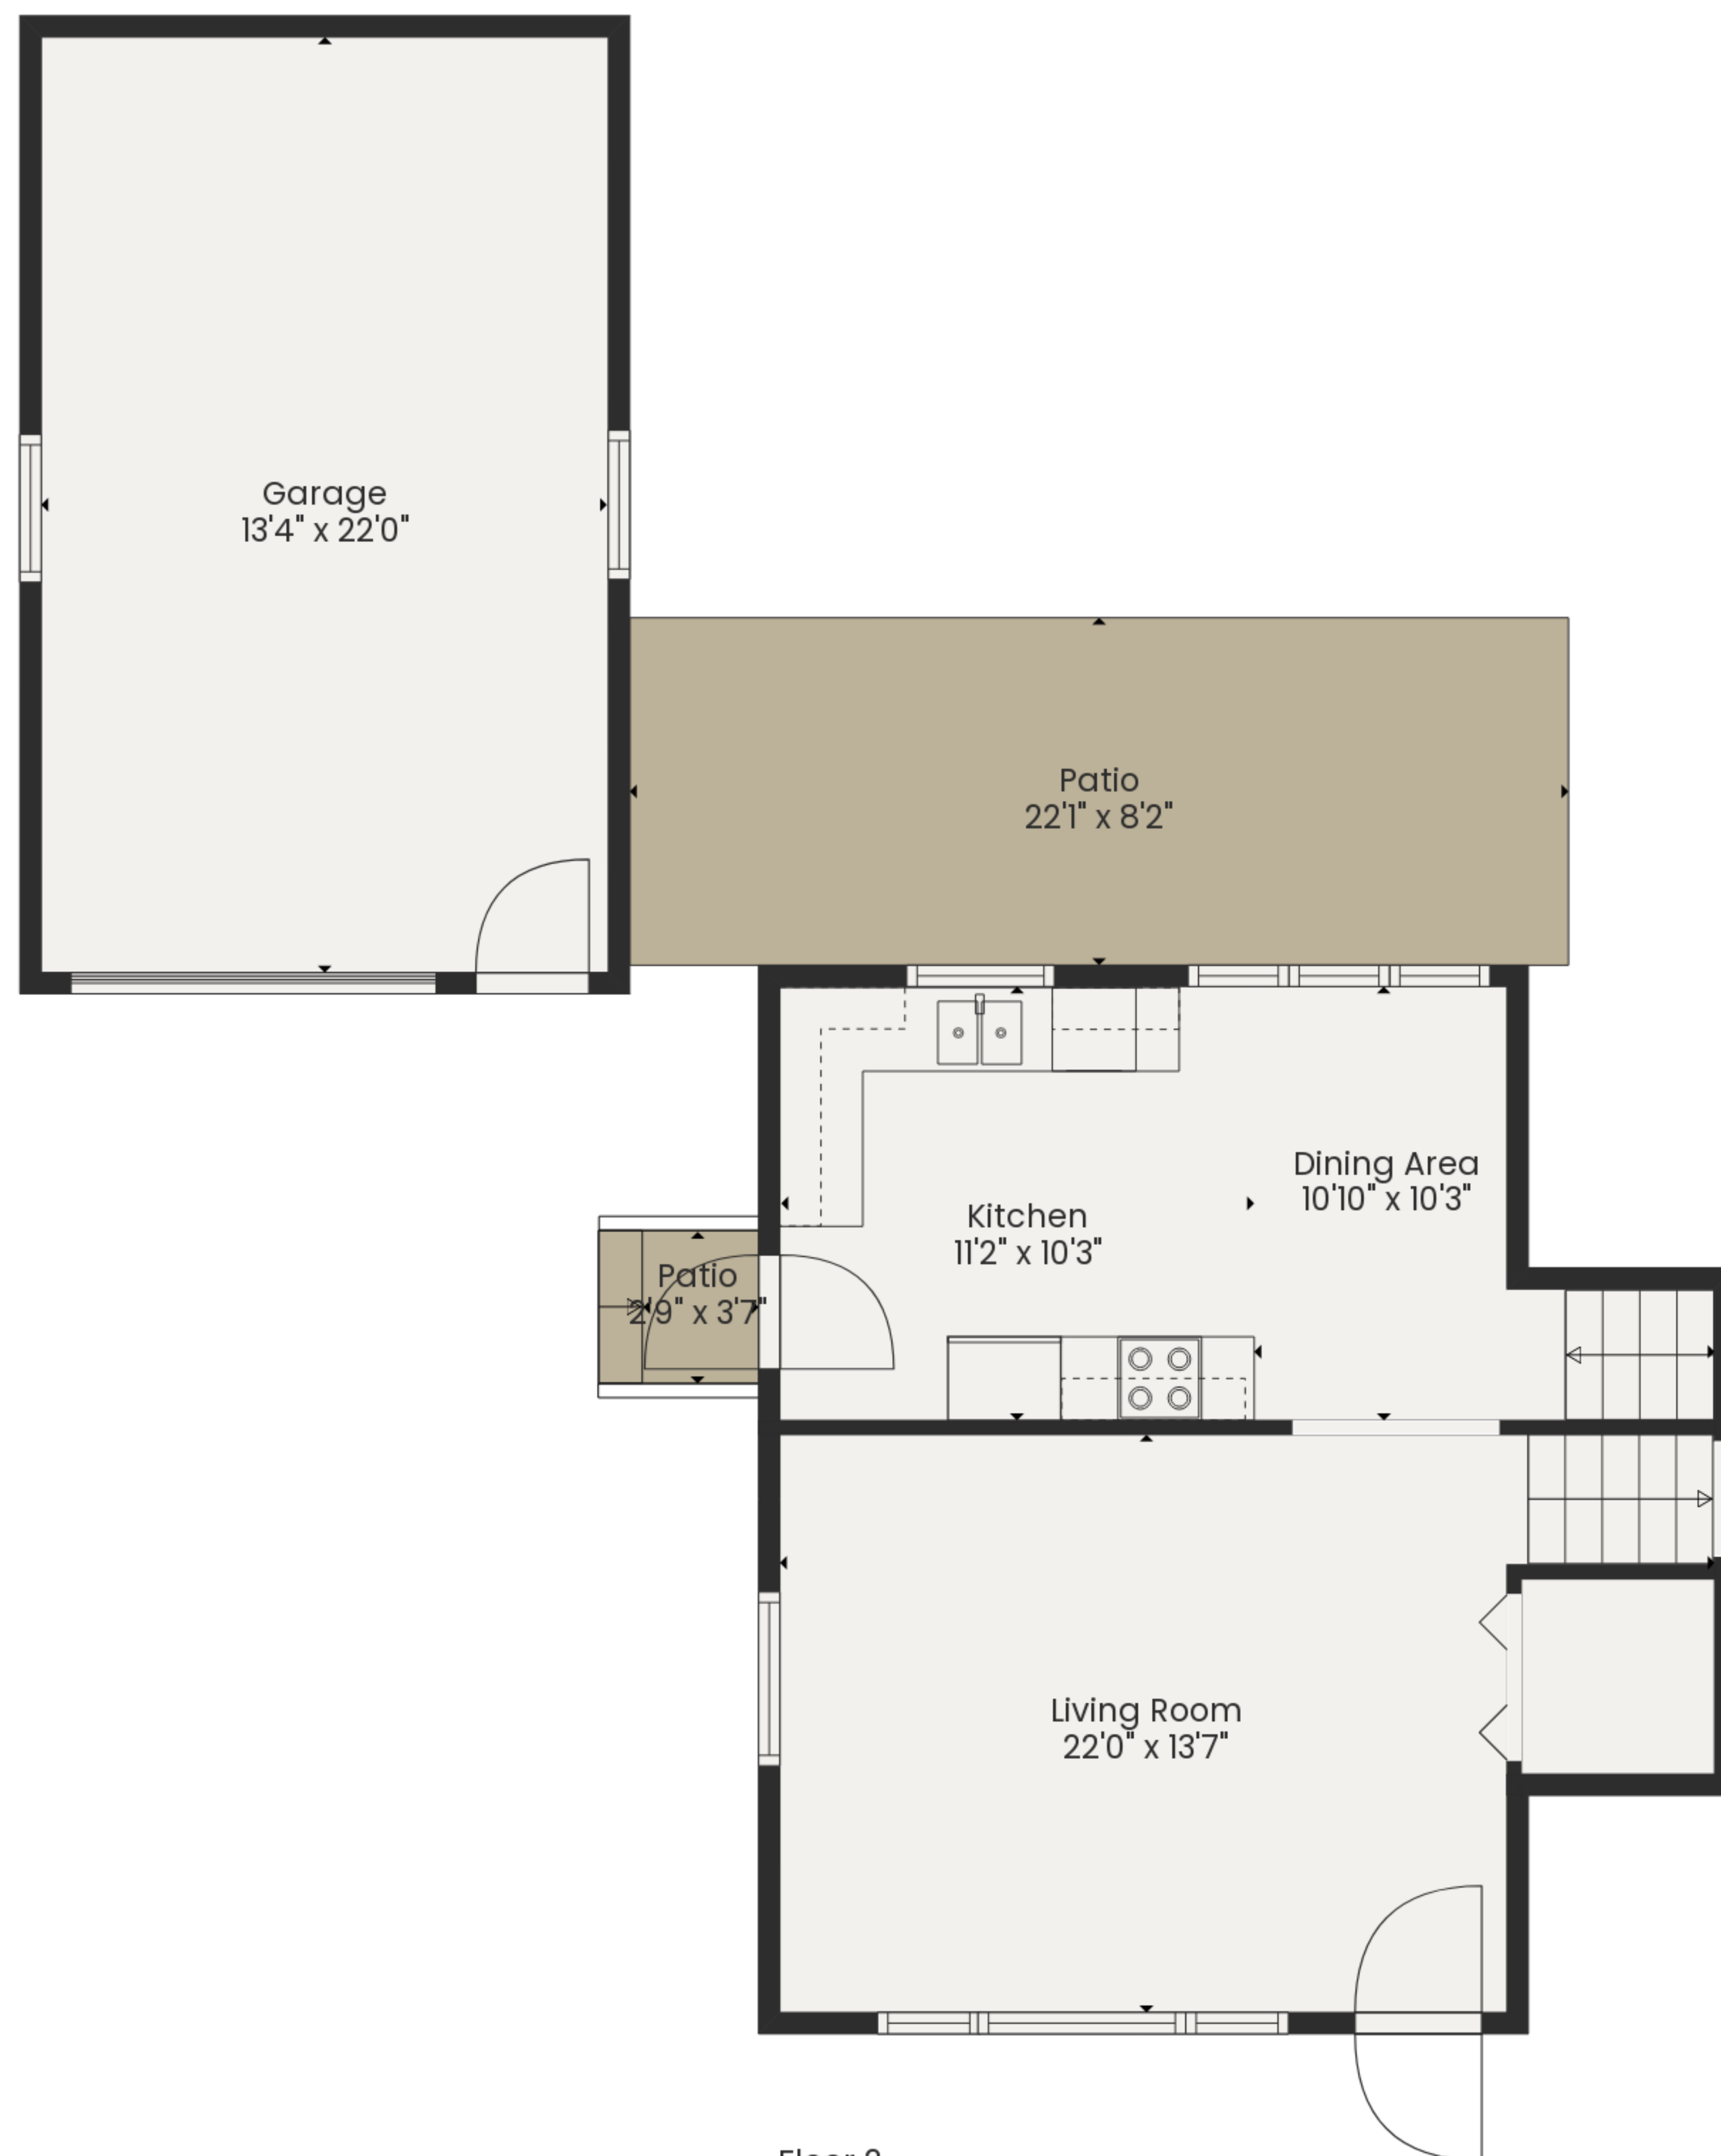 Garage
13'4" x 22'0"
Patio
22'1" x 8'2"
Dining Area
10'10" x 10'3"
Kitchen
11'2" x 10'3"
Patio
2'9" x 3'7"
Living Room
22'0" x 13'7"
Floor